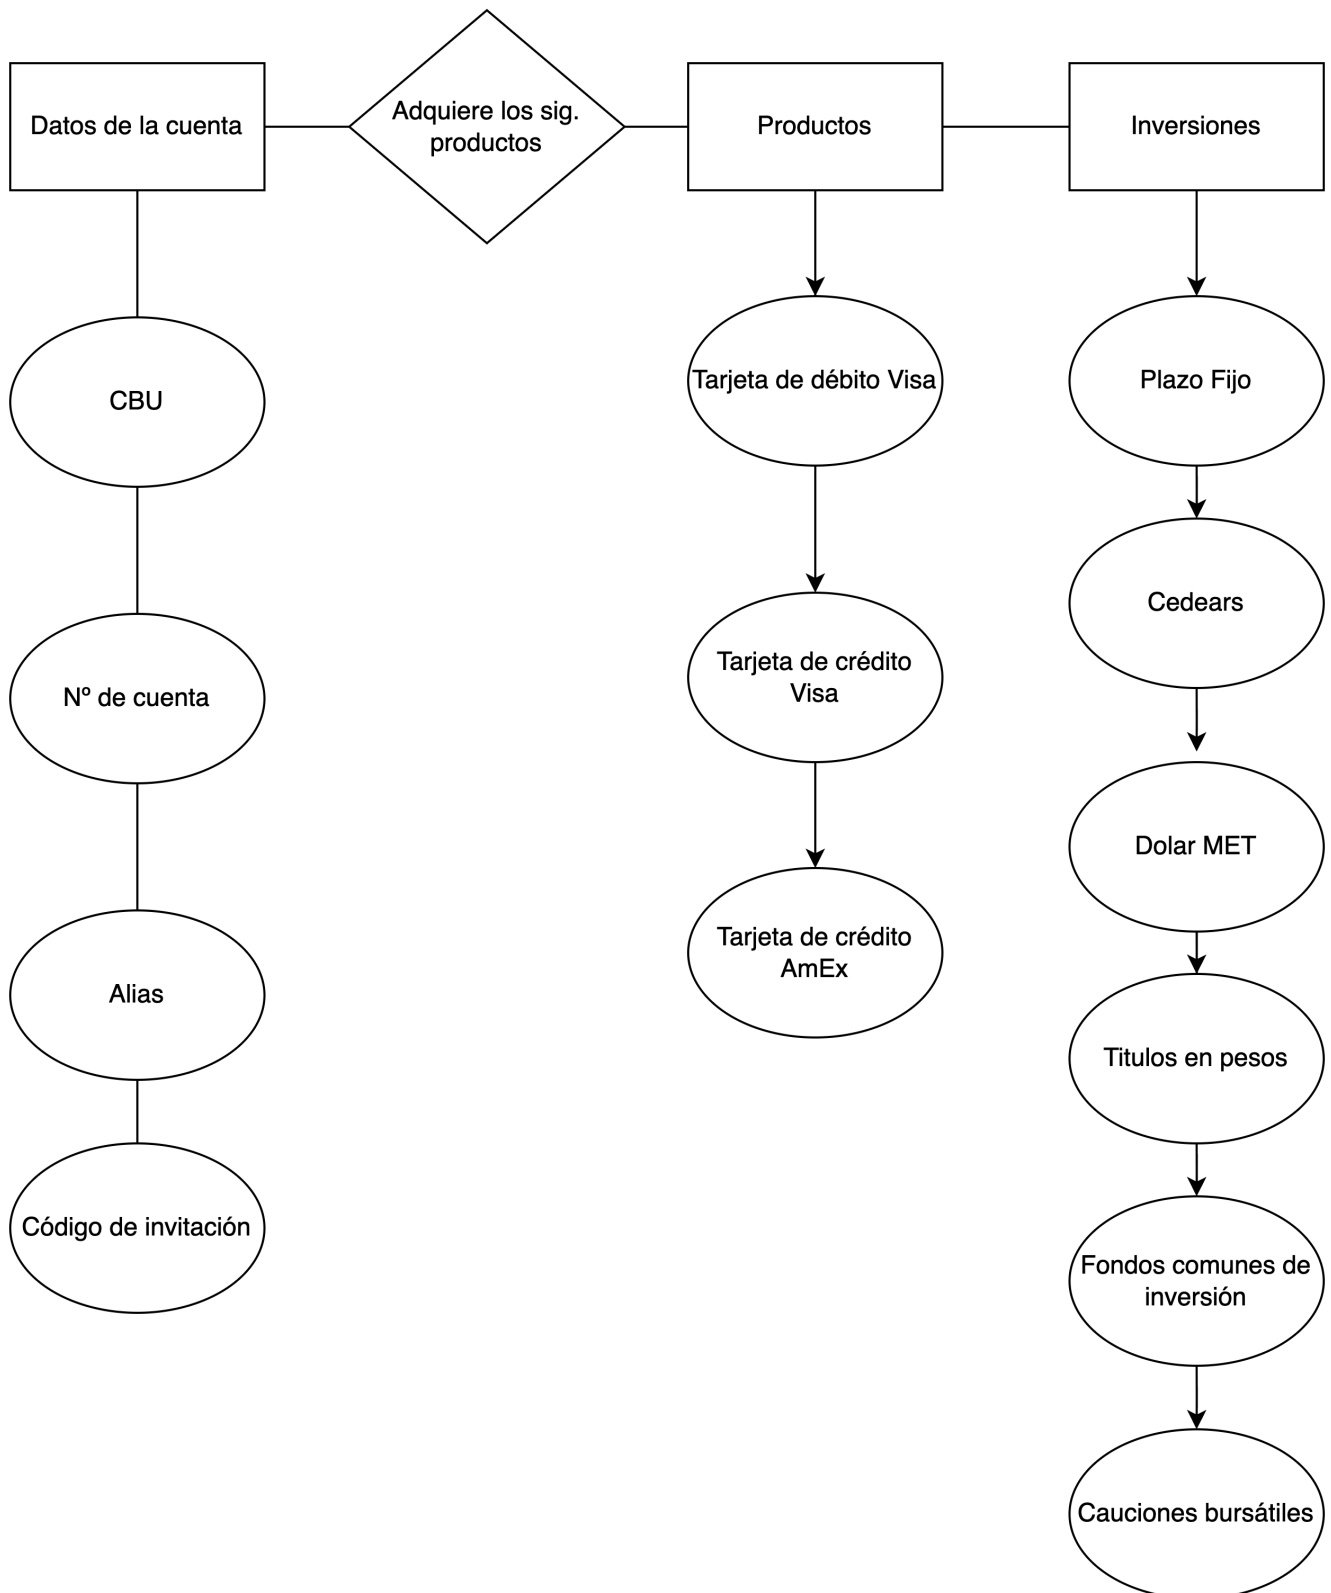 Datos de la cuenta
Adquiere los sig.
productos
Productos
Inversiones
CBU
Nº de cuenta
Alias
Código de invitación
Tarjeta de débito Visa
Tarjeta de crédito
Visa
Tarjeta de crédito
AmEx
Plazo Fijo
Cedears
Dolar MET
Titulos en pesos
Fondos comunes de
inversión
Cauciones bursátiles